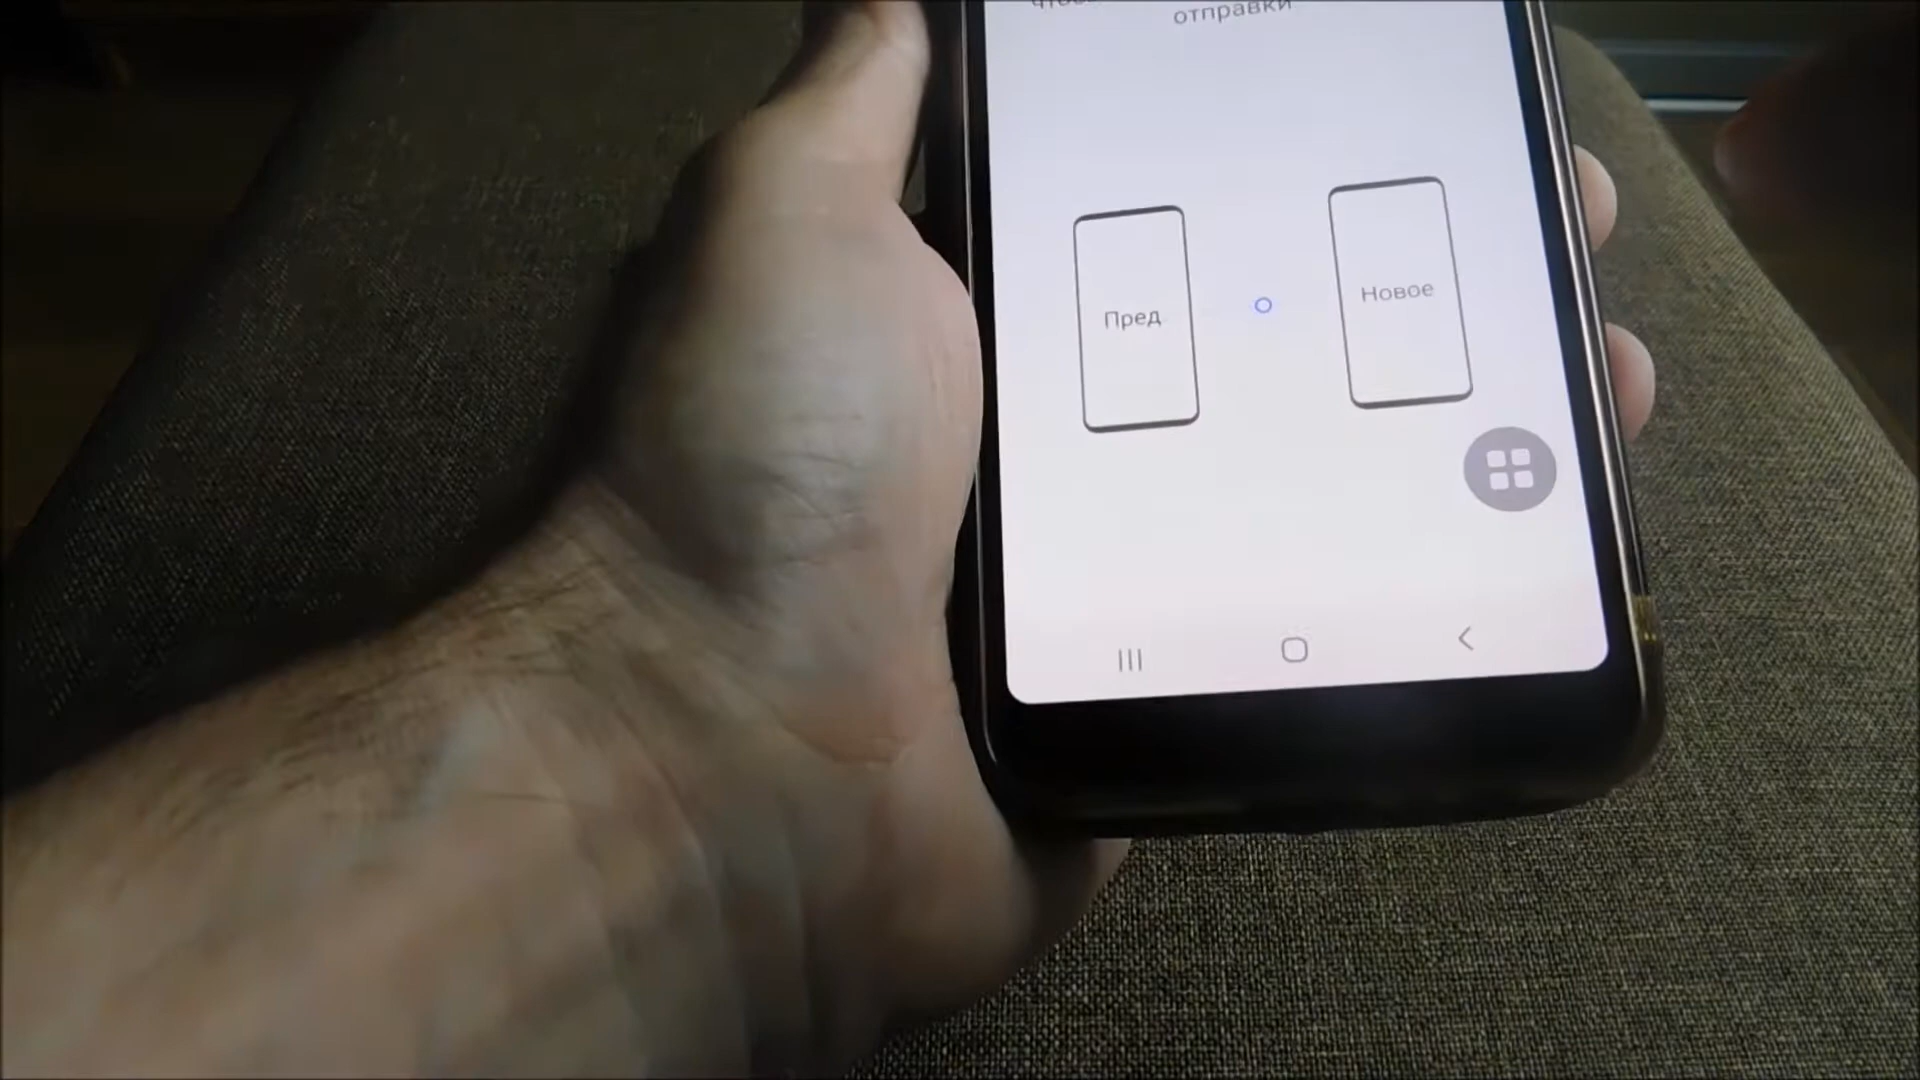 отправки
Пред.
Новое